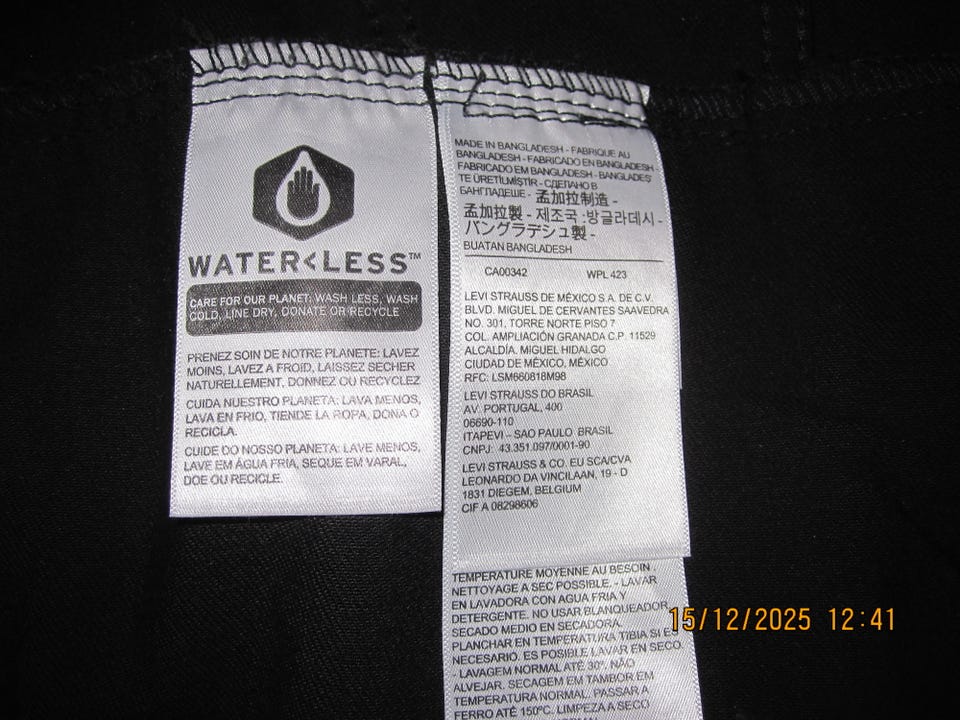 WATER<LESS™
CARE FOR OUR PLANET: WASH LESS, WASH
COLD, LINE DRY, DONATE OR RECYCLE
PRENEZ SOIN DE NOTRE PLANETE: LAVEZ
MOINS, LAVEZ A FROID, LAISSEZ SECHER
NATURELLEMENT, DONNEZ OU RECYCLEZ
CUIDA NUESTRO PLANETA: LAVA MENOS,
LAVA EN FRIO, TIENDE LA ROPA, DONA O
RECICLA.
CUIDE DO NOSSO PLANETA: LAVE MENOS,
LAVE EM ÁGUA FRIA, SEQUE EM VARAL,
DOE OU RECICLE.
MADE IN BANGLADESH - FABRIQUE AU
BANGLADESH - FABRICADO EN BANGLADESH -
FABRICADO EM BANGLADESH - BANGLADEŞ'
TE ÜRETİLMİŞTİR - СДЕЛАНО В
БАНГЛАДЕШЕ - 孟加拉制造 -
孟加拉製 - 제조국 :방글라데시 -
バングラデシュ製 -
BUATAN BANGLADESH
CA00342 WPL 423
LEVI STRAUSS DE MÉXICO S.A. DE C.V.
BLVD. MIGUEL DE CERVANTES SAAVEDRA
NO. 301, TORRE NORTE PISO 7
COL. AMPLIACIÓN GRANADA C.P. 11529
ALCALDÍA. MIGUEL HIDALGO
CIUDAD DE MÉXICO, MÉXICO
RFC: LSM660818M98
LEVI STRAUSS DO BRASIL
AV. PORTUGAL, 400
06690-110
ITAPEVI – SAO PAULO BRASIL
CNPJ: 43.351.097/0001-90
LEVI STRAUSS & CO. EU SCA/CVA
LEONARDO DA VINCILAAN, 19 - D
1831 DIEGEM, BELGIUM
CIF A 08298606
TEMPERATURE MOYENNE AU BESOIN .
NETTOYAGE A SEC POSSIBLE. - LAVAR
EN LAVADORA CON AGUA FRIA Y
DETERGENTE. NO USAR BLANQUEADOR.
SECADO MEDIO EN SECADORA.
PLANCHAR EN TEMPERATURA TIBIA SI ES
NECESARIO. ES POSIBLE LAVAR EN SECO.
- LAVAGEM NORMAL ATÉ 30º. NÃO
ALVEJAR. SECAGEM EM TAMBOR EM
TEMPERATURA NORMAL. PASSAR A
FERRO ATÉ 150ºC. LIMPEZA A SECO
15/12/2025 12:41